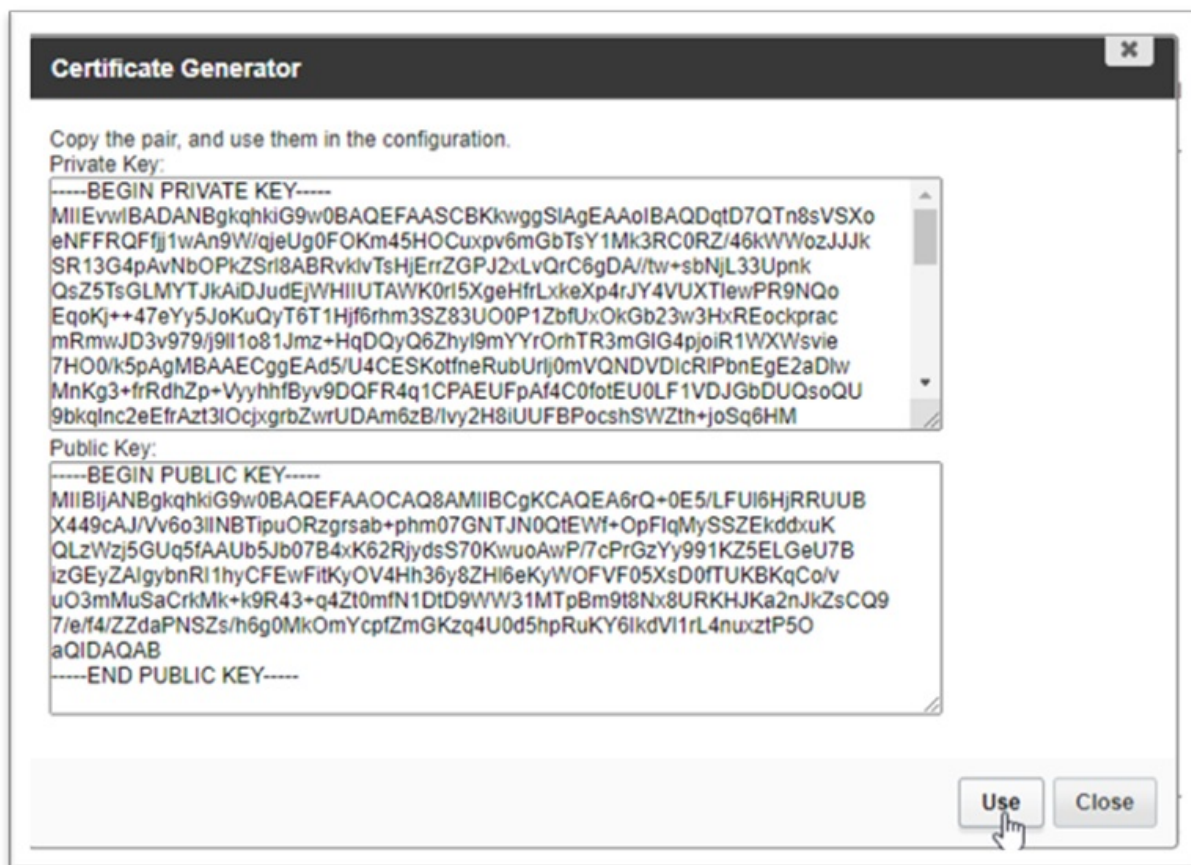 Certificate Generator
Copy the pair, and use them in the configuration.
Private Key:
-----BEGIN PRIVATE KEY-----
MIIEvwIBADANBgkqhkiG9w0BAQEFAASCBKkwggSlAgEAAoIBAQDqtD7QTn8sVSXo
eNFFRQFfjj1wAn9W/qjeUg0FOKm45HOCuxpv6mGbTsY1Mk3RC0RZ/46kWWozJJJk
SR13G4pAvNbOPkZSrl8ABRvklvTsHjErrZGPJ2xLvQrC6gDA//tw+sbNjL33Upnk
QsZ5TsGLMYTJkAiDJudEjWHIIUTAWK0rI5XgeHfrLxkeXp4rJY4VUXTlewPR9NQo
EqoKj++47eYy5JoKuQyT6T1Hjf6rhm3SZ83UO0P1ZbfUxOkGb23w3HxREockprac
mRmwJD3v979/j9ll1o81Jmz+HqDQyQ6ZhyI9mYYrOrhTR3mGlG4pjoiR1WXWsvie
7HO0/k5pAgMBAAECggEAd5/U4CESKotfneRubUrlj0mVQNDVDIcRlPbnEgE2aDlw
MnKg3+frRdhZp+VyyhhfByv9DQFR4q1CPAEUFpAf4C0fotEU0LF1VDJGbDUQsoQU
9bkqlnc2eEfrAzt3lOcjxgrbZwrUDAm6zB/Ivy2H8iUUFBPocshSWZth+joSq6HM
Public Key:
-----BEGIN PUBLIC KEY-----
MIIBIjANBgkqhkiG9w0BAQEFAAOCAQ8AMIIBCgKCAQEA6rQ+0E5/LFUl6HjRRUUB
X449cAJ/Vv6o3lINBTipuORzgrsab+phm07GNTJN0QtEWf+OpFlqMySSZEkddxuK
QLzWzj5GUq5fAAUb5Jb07B4xK62RjydsS70KwuoAwP/7cPrGzYy991KZ5ELGeU7B
izGEyZAIgybnRI1hyCFEwFitKyOV4Hh36y8ZHl6eKyWOFVF05XsD0fTUKBKqCo/v
uO3mMuSaCrkMk+k9R43+q4Zt0mfN1DtD9WW31MTpBm9t8Nx8URKHJKa2nJkZsCQ9
7/e/f4/ZZdaPNSZs/h6g0MkOmYcpfZmGKzq4U0d5hpRuKY6IkdVl1rL4nuxztP5O
aQIDAQAB
-----END PUBLIC KEY-----
Use
Close